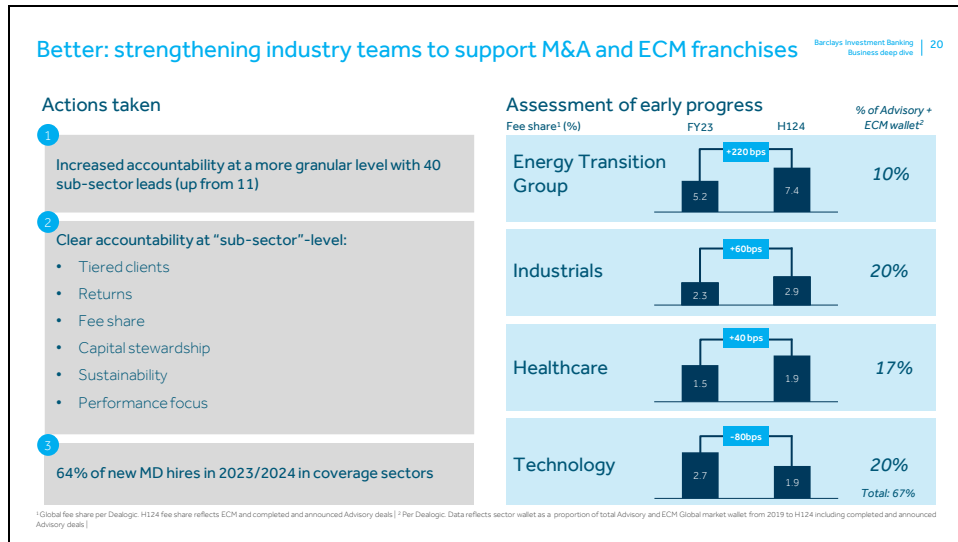 Better: strengthening industry teams to support M&A and ECM franchises
Barclays Investment Banking
Business deep dive
20
Actions taken
1
Increased accountability at a more granular level with 40
sub-sector leads (up from 11)
2
Clear accountability at “sub-sector”-level:
• Tiered clients
• Returns
• Fee share
• Capital stewardship
• Sustainability
• Performance focus
3
64% of new MD hires in 2023/2024 in coverage sectors
Assessment of early progress
Fee share¹ (%)
FY23
H124
% of Advisory +
ECM wallet²
Energy Transition
Group
+220 bps
5.2
7.4
10%
Industrials
+60bps
2.3
2.9
20%
Healthcare
+40 bps
1.5
1.9
17%
Technology
-80bps
2.7
1.9
20%
Total: 67%
¹ Global fee share per Dealogic. H124 fee share reflects ECM and completed and announced Advisory deals | ² Per Dealogic. Data reflects sector wallet as a proportion of total Advisory and ECM Global market wallet from 2019 to H124 including completed and announced
Advisory deals |